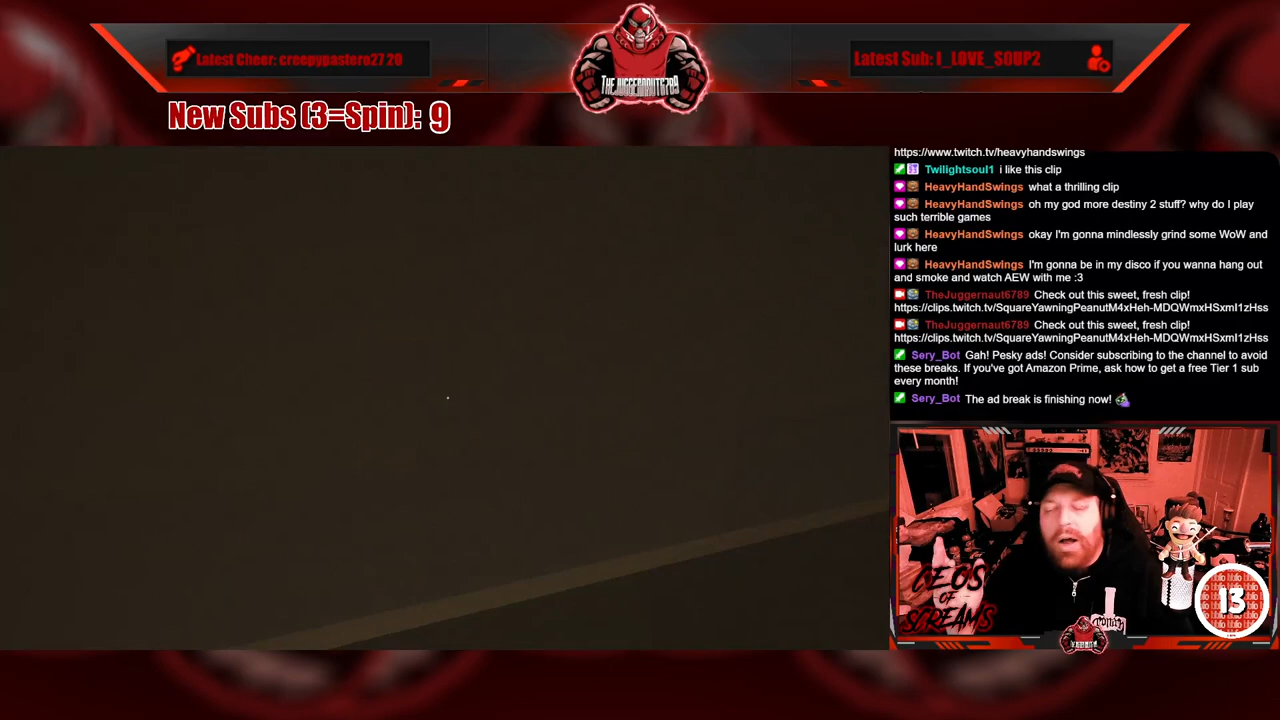 Latest Cheer: creepypastero27 20
Latest Sub: I_LOVE_SOUP2
THEJUGGERNAUT6789
New Subs (3=Spin): 9
https://www.twitch.tv/heavyhandswings
Twilightsoul1 i like this clip
HeavyHandSwings what a thrilling clip
HeavyHandSwings oh my god more destiny 2 stuff? why do I play
such terrible games
HeavyHandSwings okay I'm gonna mindlessly grind some WoW and
lurk here
HeavyHandSwings I'm gonna be in my disco if you wanna hang out
and smoke and watch AEW with me :3
TheJuggernaut6789 Check out this sweet, fresh clip!
https://clips.twitch.tv/SquareYawningPeanutM4xHeh-MDQWmxHSxmI1zHss
TheJuggernaut6789 Check out this sweet, fresh clip!
https://clips.twitch.tv/SquareYawningPeanutM4xHeh-MDQWmxHSxmI1zHss
Sery_Bot Gah! Pesky ads! Consider subscribing to the channel to avoid
these breaks. If you've got Amazon Prime, ask how to get a free Tier 1 sub
every month!
Sery_Bot The ad break is finishing now!
CEO'S
OF
SCREAMS
13